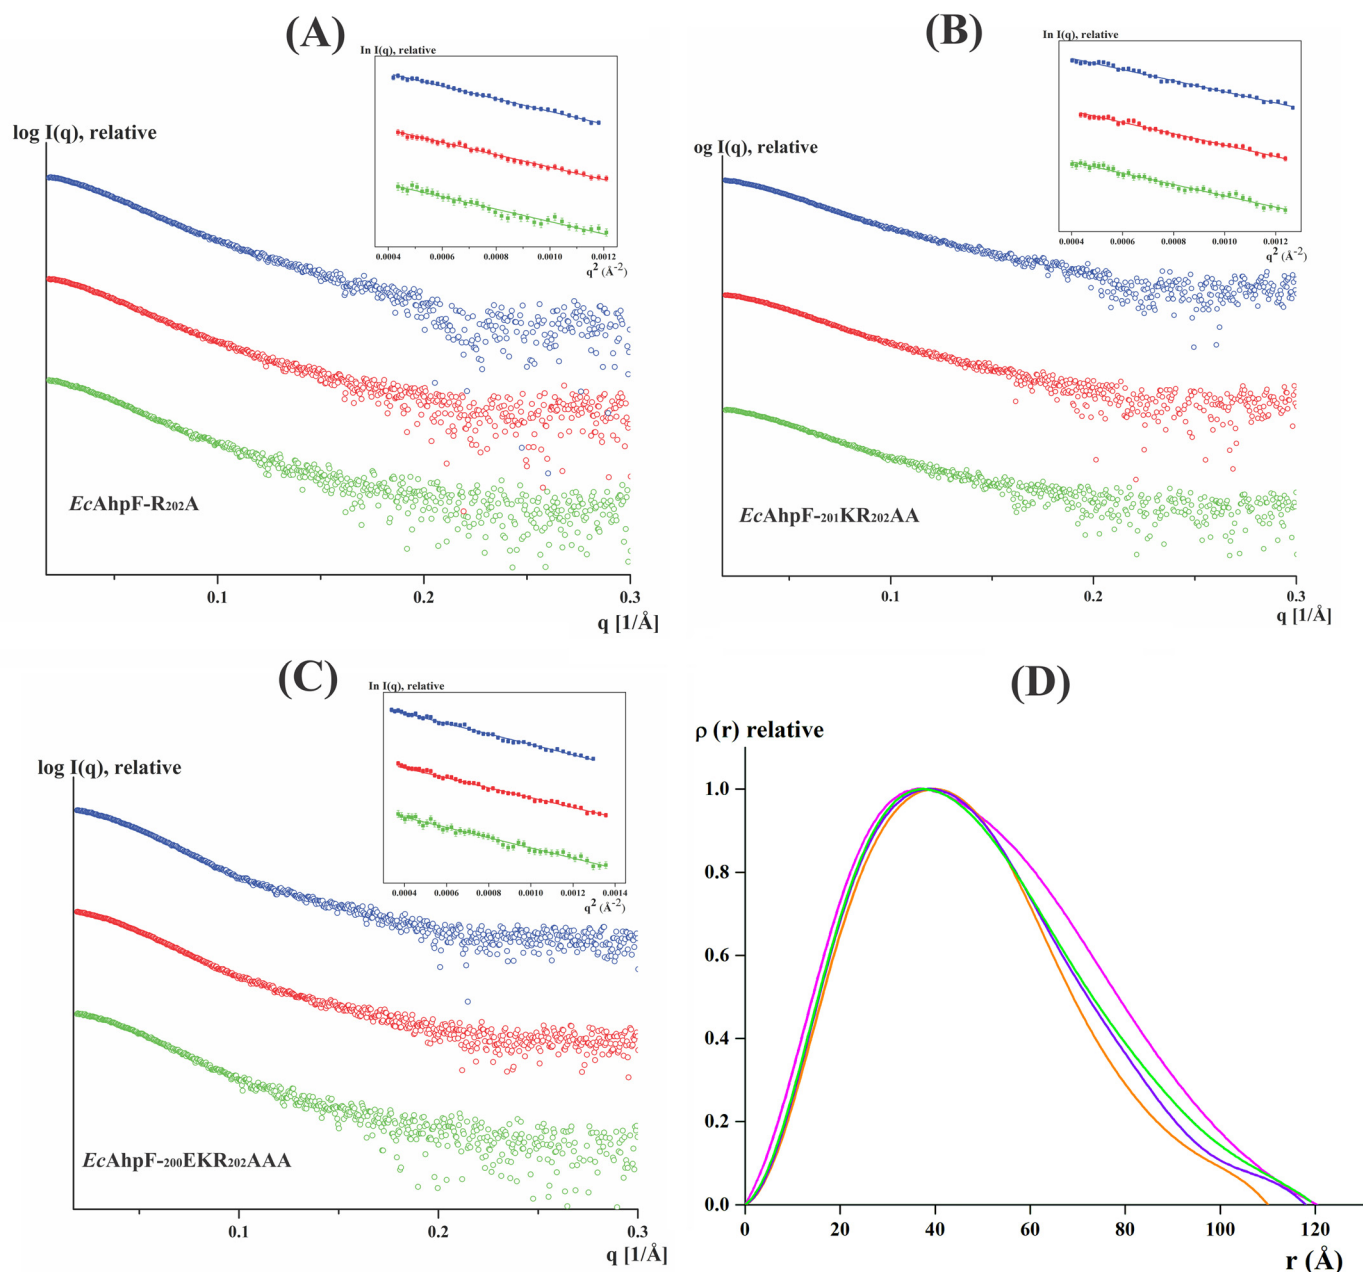 (A)
In I(q), relative
log I(q), relative
0.0004 0.0006 0.0008 0.0010 0.0012
q² (Å⁻²)
EcAhpF-R₂₀₂A
0.1 0.2 0.3
q [1/Å]
(B)
In I(q), relative
og I(q), relative
0.0004 0.0006 0.0008 0.0010 0.0012
q² (Å⁻²)
EcAhpF-₂₀₁KR₂₀₂AA
0.1 0.2 0.3
q [1/Å]
(C)
In I(q), relative
log I(q), relative
0.0004 0.0006 0.0008 0.0010 0.0012 0.0014
q² (Å⁻²)
EcAhpF-₂₀₀EKR₂₀₂AAA
0.1 0.2 0.3
q [1/Å]
(D)
ρ (r) relative
1.0
0.8
0.6
0.4
0.2
0.0
0 20 40 60 80 100 120
r (Å)